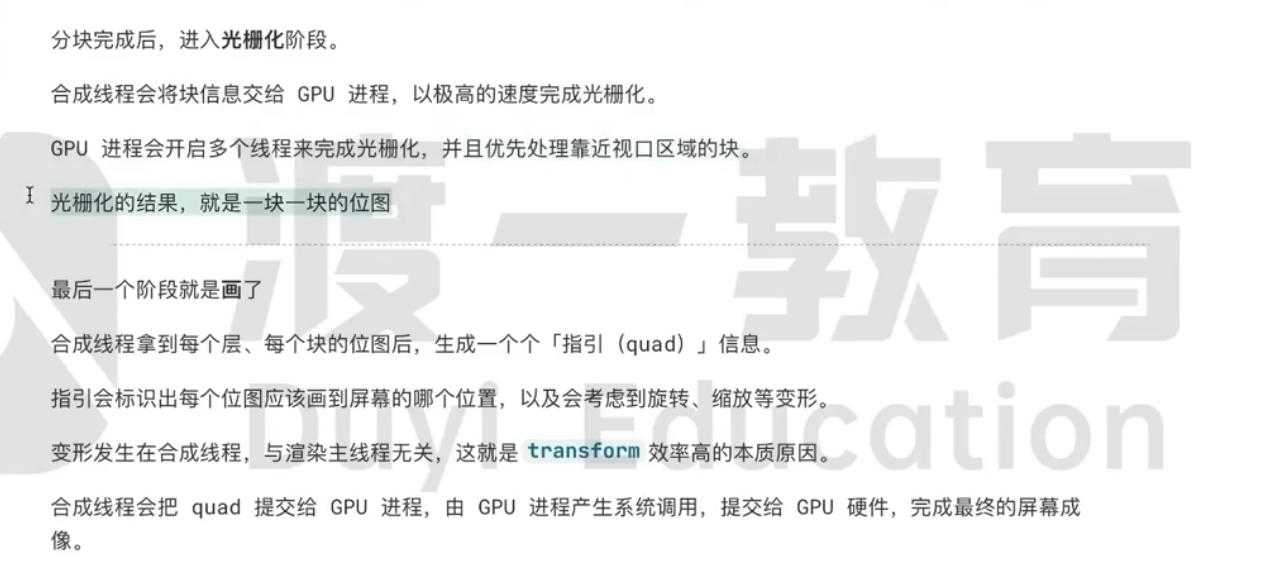 分块完成后，进入光栅化阶段。
合成线程会将块信息交给 GPU 进程，以极高的速度完成光栅化。
GPU 进程会开启多个线程来完成光栅化，并且优先处理靠近视口区域的块。
光栅化的结果，就是一块一块的位图
最后一个阶段就是画了
合成线程拿到每个层、每个块的位图后，生成一个个「指引（quad）」信息。
指引会标识出每个位图应该画到屏幕的哪个位置，以及会考虑到旋转、缩放等变形。
变形发生在合成线程，与渲染主线程无关，这就是 transform 效率高的本质原因。
合成线程会把 quad 提交给 GPU 进程，由 GPU 进程产生系统调用，提交给 GPU 硬件，完成最终的屏幕成
像。
渡一教育
Duyi Education